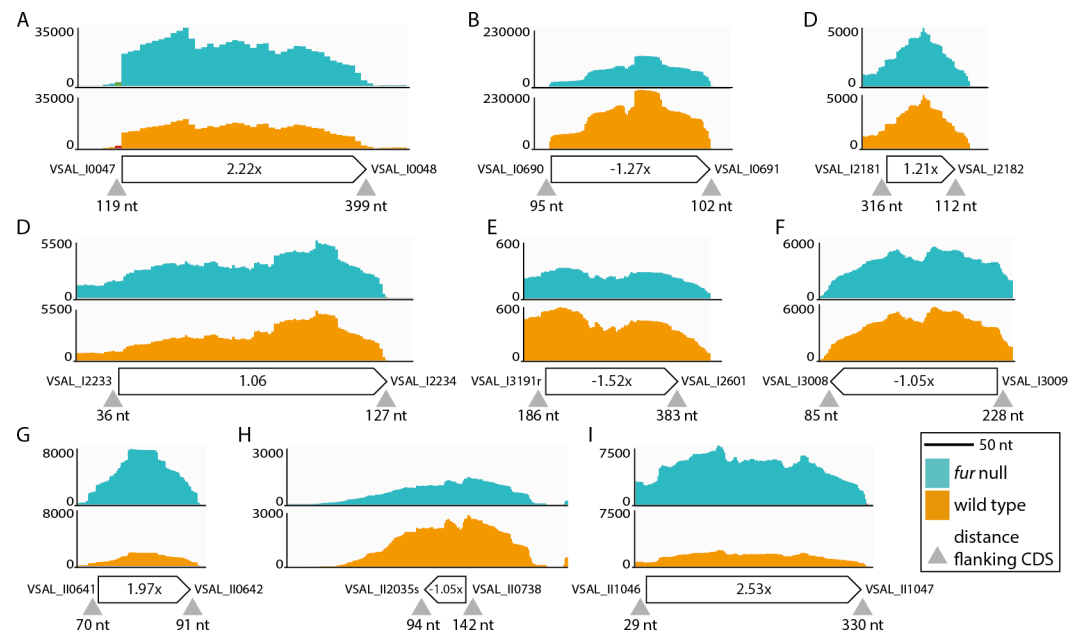 A
35000
0
35000
0
VSAL_I0047
2.22x
VSAL_I0048
119 nt
399 nt
B
230000
0
230000
0
VSAL_I0690
-1.27x
VSAL_I0691
95 nt
102 nt
D
5000
0
5000
0
VSAL_I2181
1.21x
VSAL_I2182
316 nt
112 nt
D
5500
0
5500
0
VSAL_I2233
1.06
VSAL_I2234
36 nt
127 nt
E
600
0
600
0
VSAL_I3191r
-1.52x
VSAL_I2601
186 nt
383 nt
F
6000
0
6000
0
VSAL_I3008
-1.05x
VSAL_I3009
85 nt
228 nt
G
8000
0
8000
0
VSAL_II0641
1.97x
VSAL_II0642
70 nt
91 nt
H
3000
0
3000
0
VSAL_II2035s
-1.05x
VSAL_II0738
94 nt
142 nt
I
7500
0
7500
0
VSAL_II1046
2.53x
VSAL_II1047
29 nt
330 nt
50 nt
fur null
wild type
distance
flanking CDS